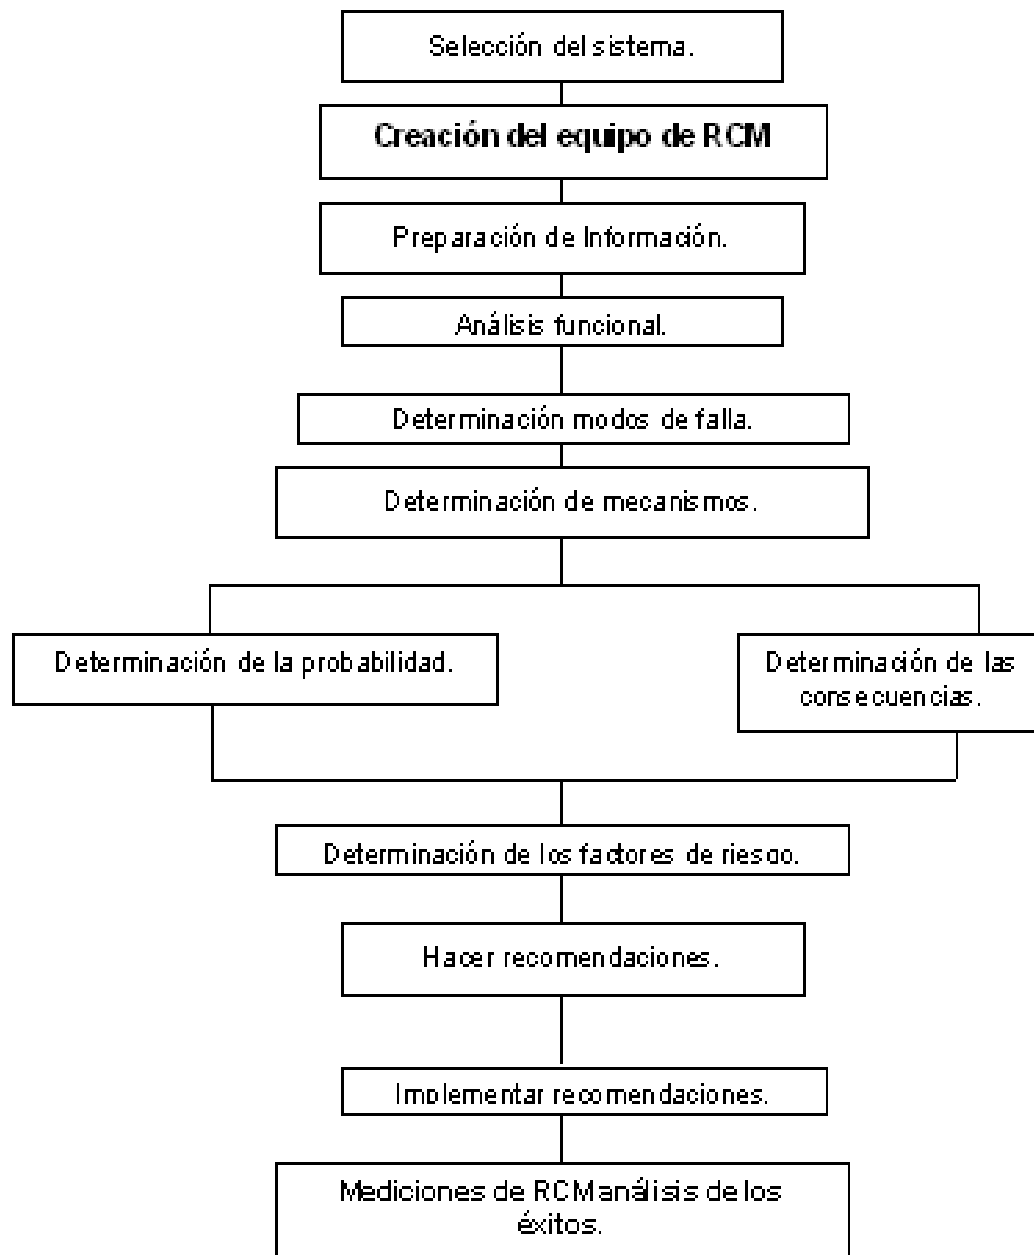 Selección del sistema.
Creación del equipo de RCM
Preparación de Información.
Análisis funcional.
Determinación modos de falla.
Determinación de mecanismos.
Determinación de la probabilidad.
Determinación de las
consecuencias.
Determinación de los factores de riesgo.
Hacer recomendaciones.
Implementar recomendaciones.
Mediciones de RCM análisis de los
éxitos.